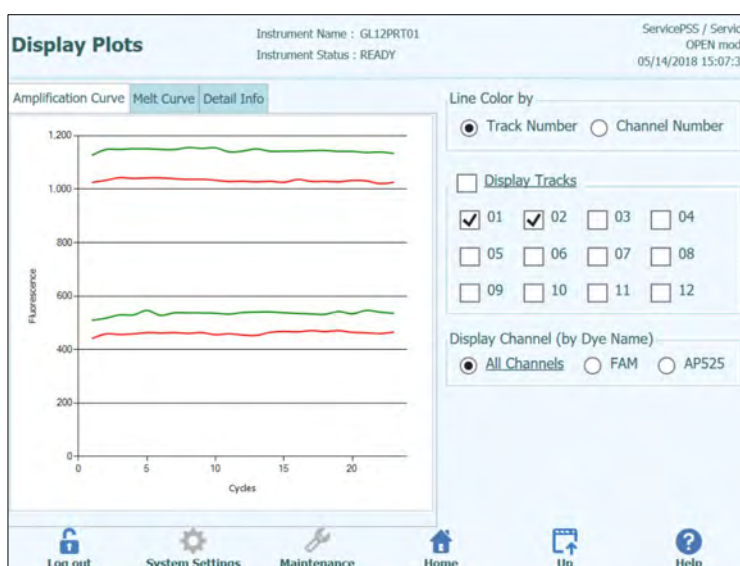 Display Plots
Instrument Name : GL12PRT01
Instrument Status : READY
ServicePSS / Servic
OPEN mod
05/14/2018 15:07:3
Amplification Curve Melt Curve Detail Info
1,200
1,000
800
600
400
200
0
Fluorescence
0 5 10 15 20
Cycles
Line Color by
Track Number Channel Number
Display Tracks
01 02 03 04
05 06 07 08
09 10 11 12
Display Channel (by Dye Name)
All Channels FAM AP525
Log out System Settings Maintenance Home Up Help